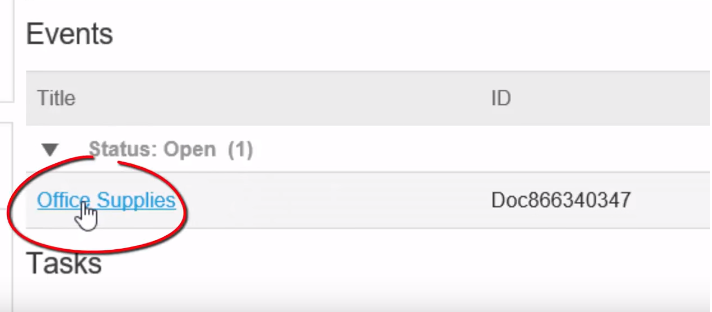 Events
Title ID
Status: Open (1)
Office Supplies Doc866340347
Tasks